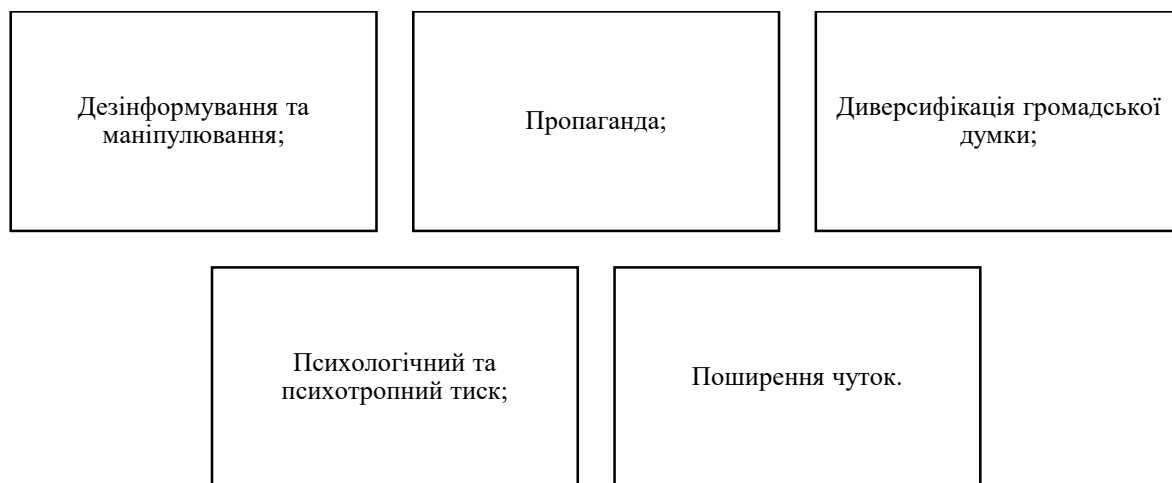 Дезінформування та
маніпулювання;
Пропаганда;
Диверсифікація громадської
думки;
Психологічний та
психотропний тиск;
Поширення чуток.